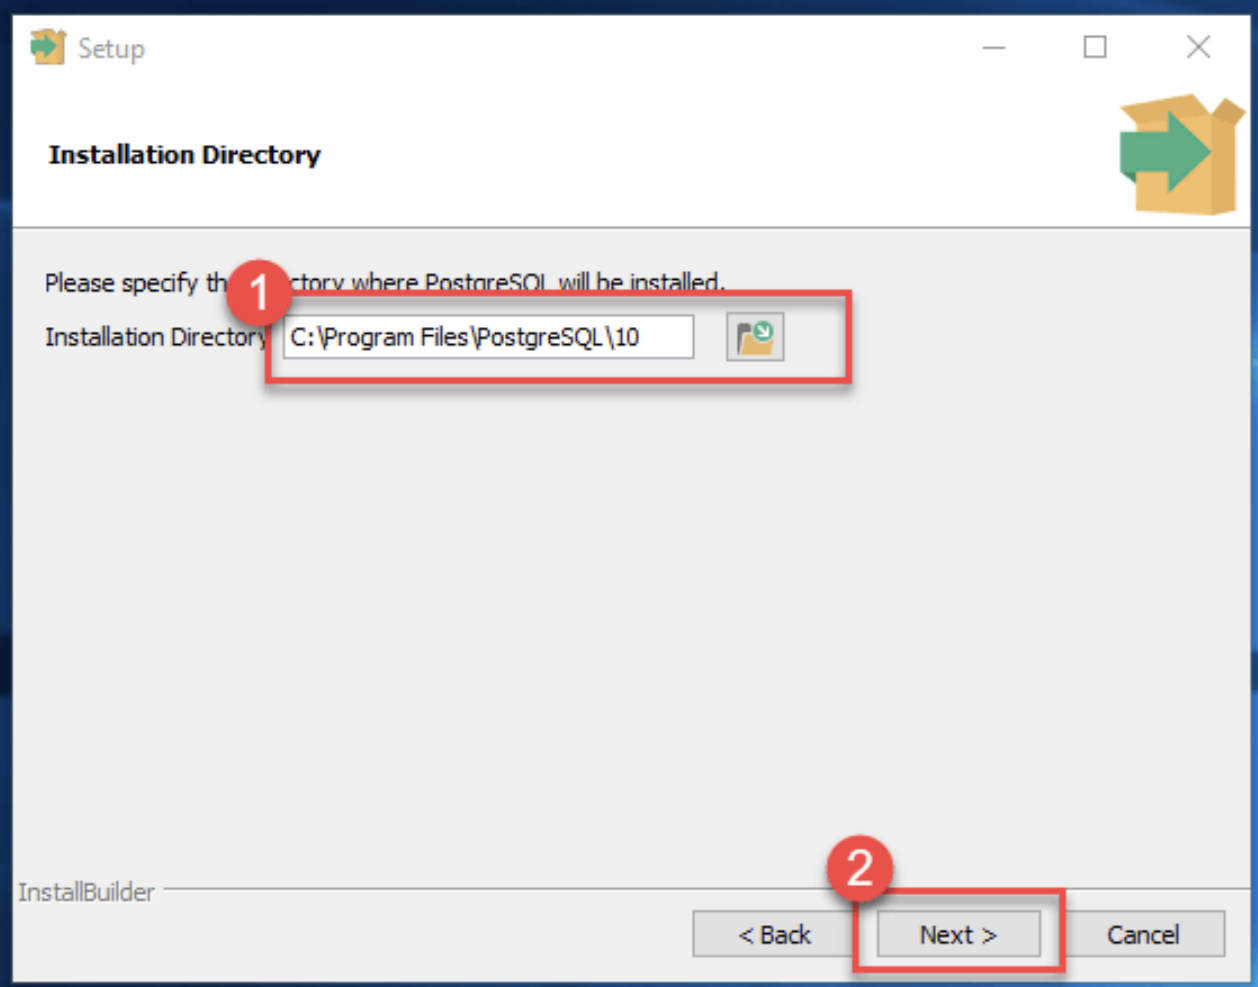 Setup
Installation Directory
Please specify th ctory where PostgreSQL will be installed.
1
Installation Directory C:\Program Files\PostgreSQL\10
2
InstallBuilder
< Back Next > Cancel